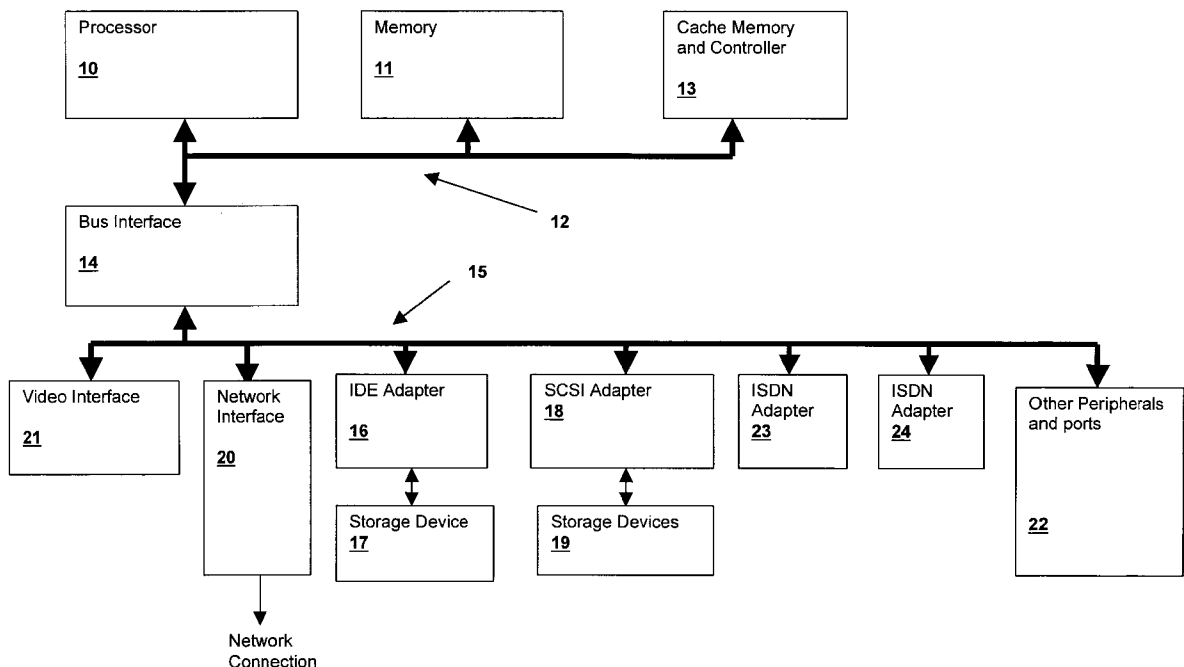 Processor
10
Memory
11
Cache Memory
and Controller
13
12
Bus Interface
14
15
Video Interface
21
Network
Interface
20
IDE Adapter
16
SCSI Adapter
18
ISDN
Adapter
23
ISDN
Adapter
24
Other Peripherals
and ports
22
Storage Device
17
Storage Devices
19
Network
Connection